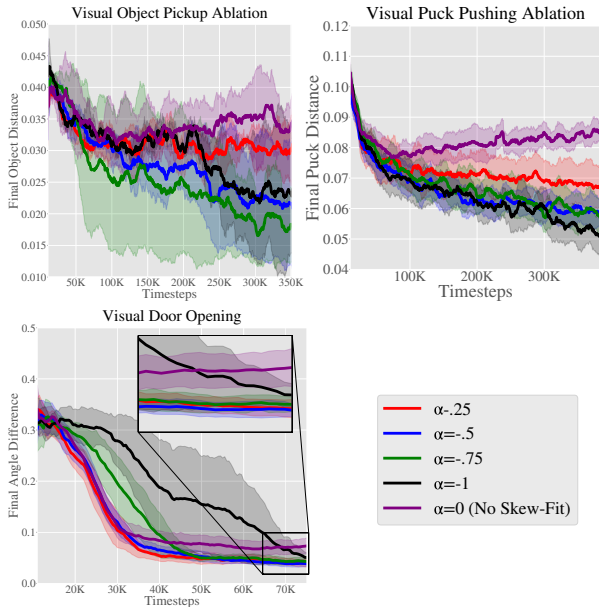 Visual Object Pickup Ablation
0.050
0.045
0.040
0.035
0.030
0.025
0.020
0.015
0.010
Final Object Distance
50K 100K 150K 200K 250K 300K 350K
Timesteps
Visual Puck Pushing Ablation
0.12
0.11
0.10
0.09
0.08
0.07
0.06
0.05
0.04
Final Puck Distance
100K 200K 300K
Timesteps
Visual Door Opening
0.5
0.4
0.3
0.2
0.1
0.0
Final Angle Difference
20K 30K 40K 50K 60K 70K
Timesteps
α-.25
α=-.5
α=-.75
α=-1
α=0 (No Skew-Fit)